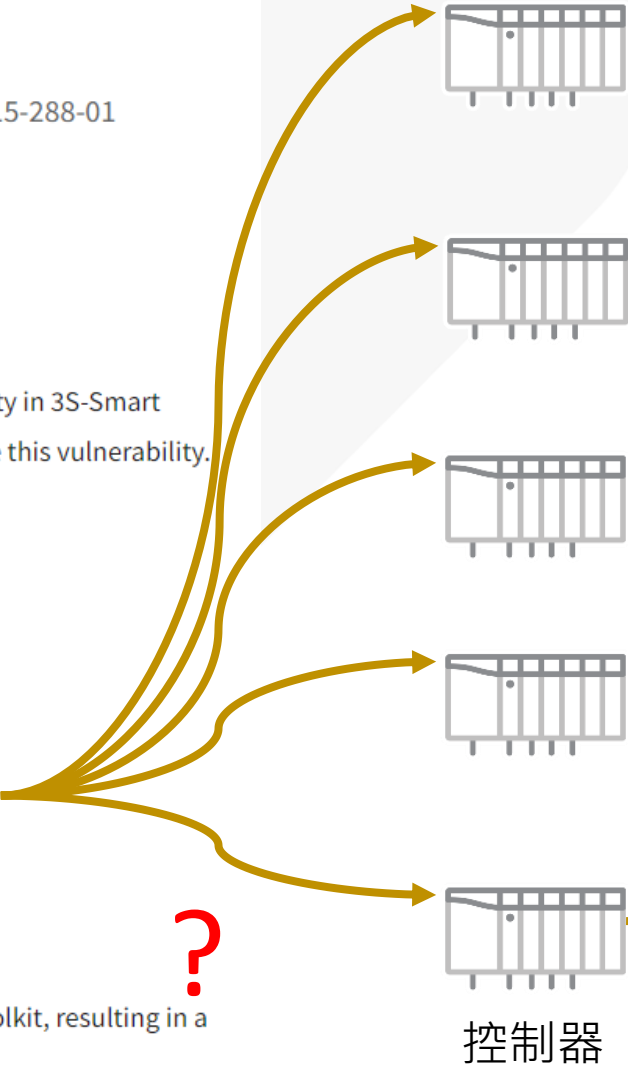 15-288-01
ty in 3S-Smart
this vulnerability.
?
olkit, resulting in a
控制器